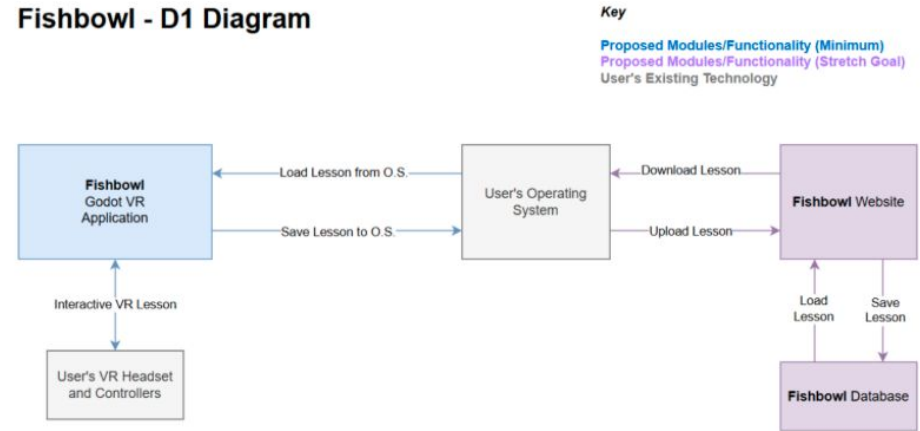 Fishbowl - D1 Diagram
Key
Proposed Modules/Functionality (Minimum)
Proposed Modules/Functionality (Stretch Goal)
User's Existing Technology
Fishbowl
Godot VR
Application
Load Lesson from O.S.
Save Lesson to O.S.
User's Operating
System
Download Lesson
Upload Lesson
Fishbowl Website
Interactive VR Lesson
Load
Lesson
Save
Lesson
User's VR Headset
and Controllers
Fishbowl Database